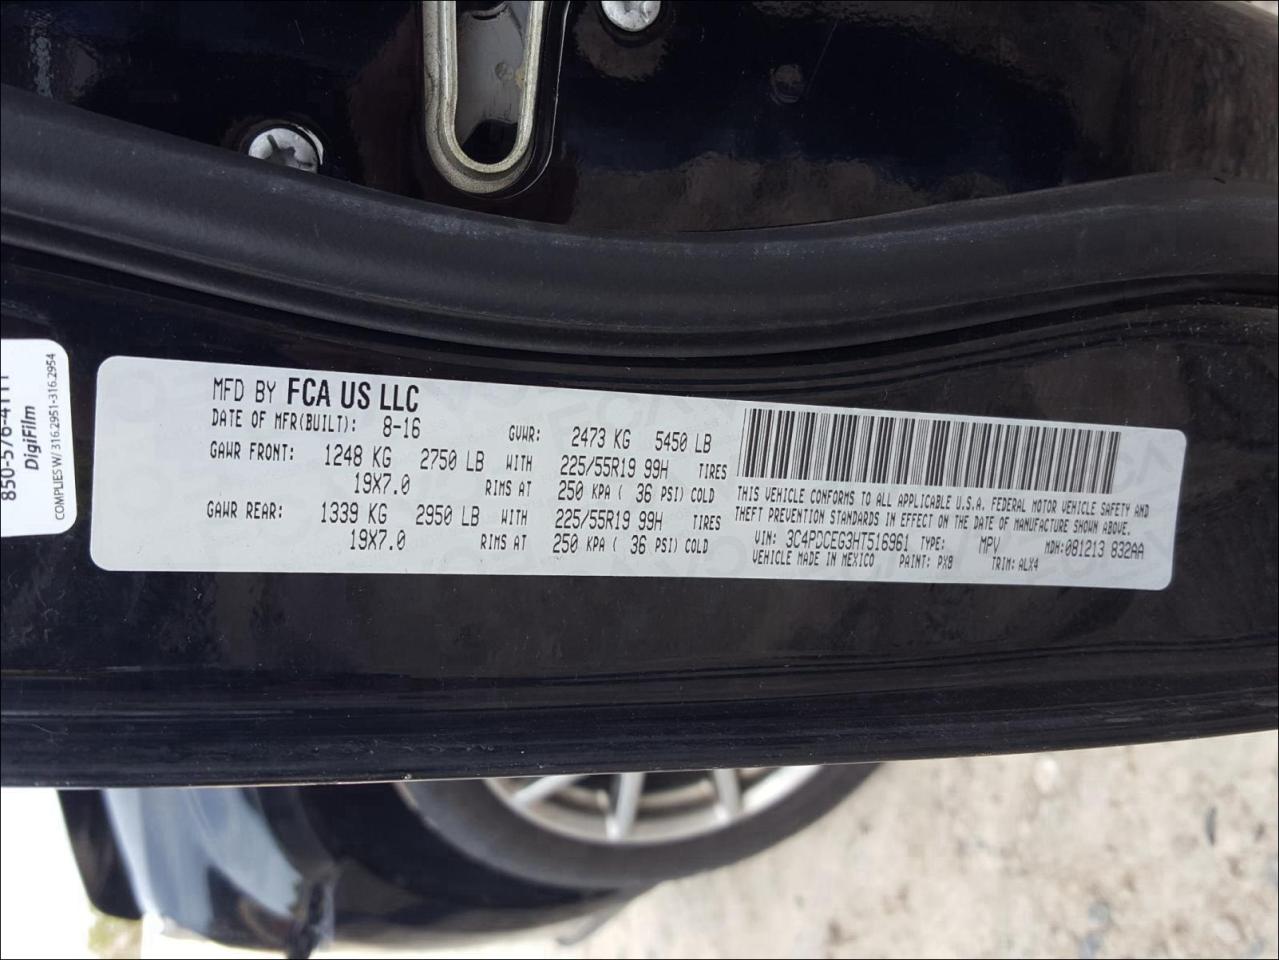 MFD BY FCA US LLC
DATE OF MFR(BUILT): 8-16 GVWR: 2473 KG 5450 LB
GAWR FRONT: 1248 KG 2750 LB WITH 225/55R19 99H TIRES
19X7.0 RIMS AT 250 KPA ( 36 PSI) COLD
GAWR REAR: 1339 KG 2950 LB WITH 225/55R19 99H TIRES
19X7.0 RIMS AT 250 KPA ( 36 PSI) COLD
THIS VEHICLE CONFORMS TO ALL APPLICABLE U.S.A. FEDERAL MOTOR VEHICLE SAFETY AND
THEFT PREVENTION STANDARDS IN EFFECT ON THE DATE OF MANUFACTURE SHOWN ABOVE.
VIN: 3C4PDCEG3HT516961 TYPE: MPV MDH:081213 832AA
VEHICLE MADE IN MEXICO PAINT: PX8 TRIM: ALX4
850-576-4111
DigiFilm
COMPLIES W/ 316.2951-316.2954